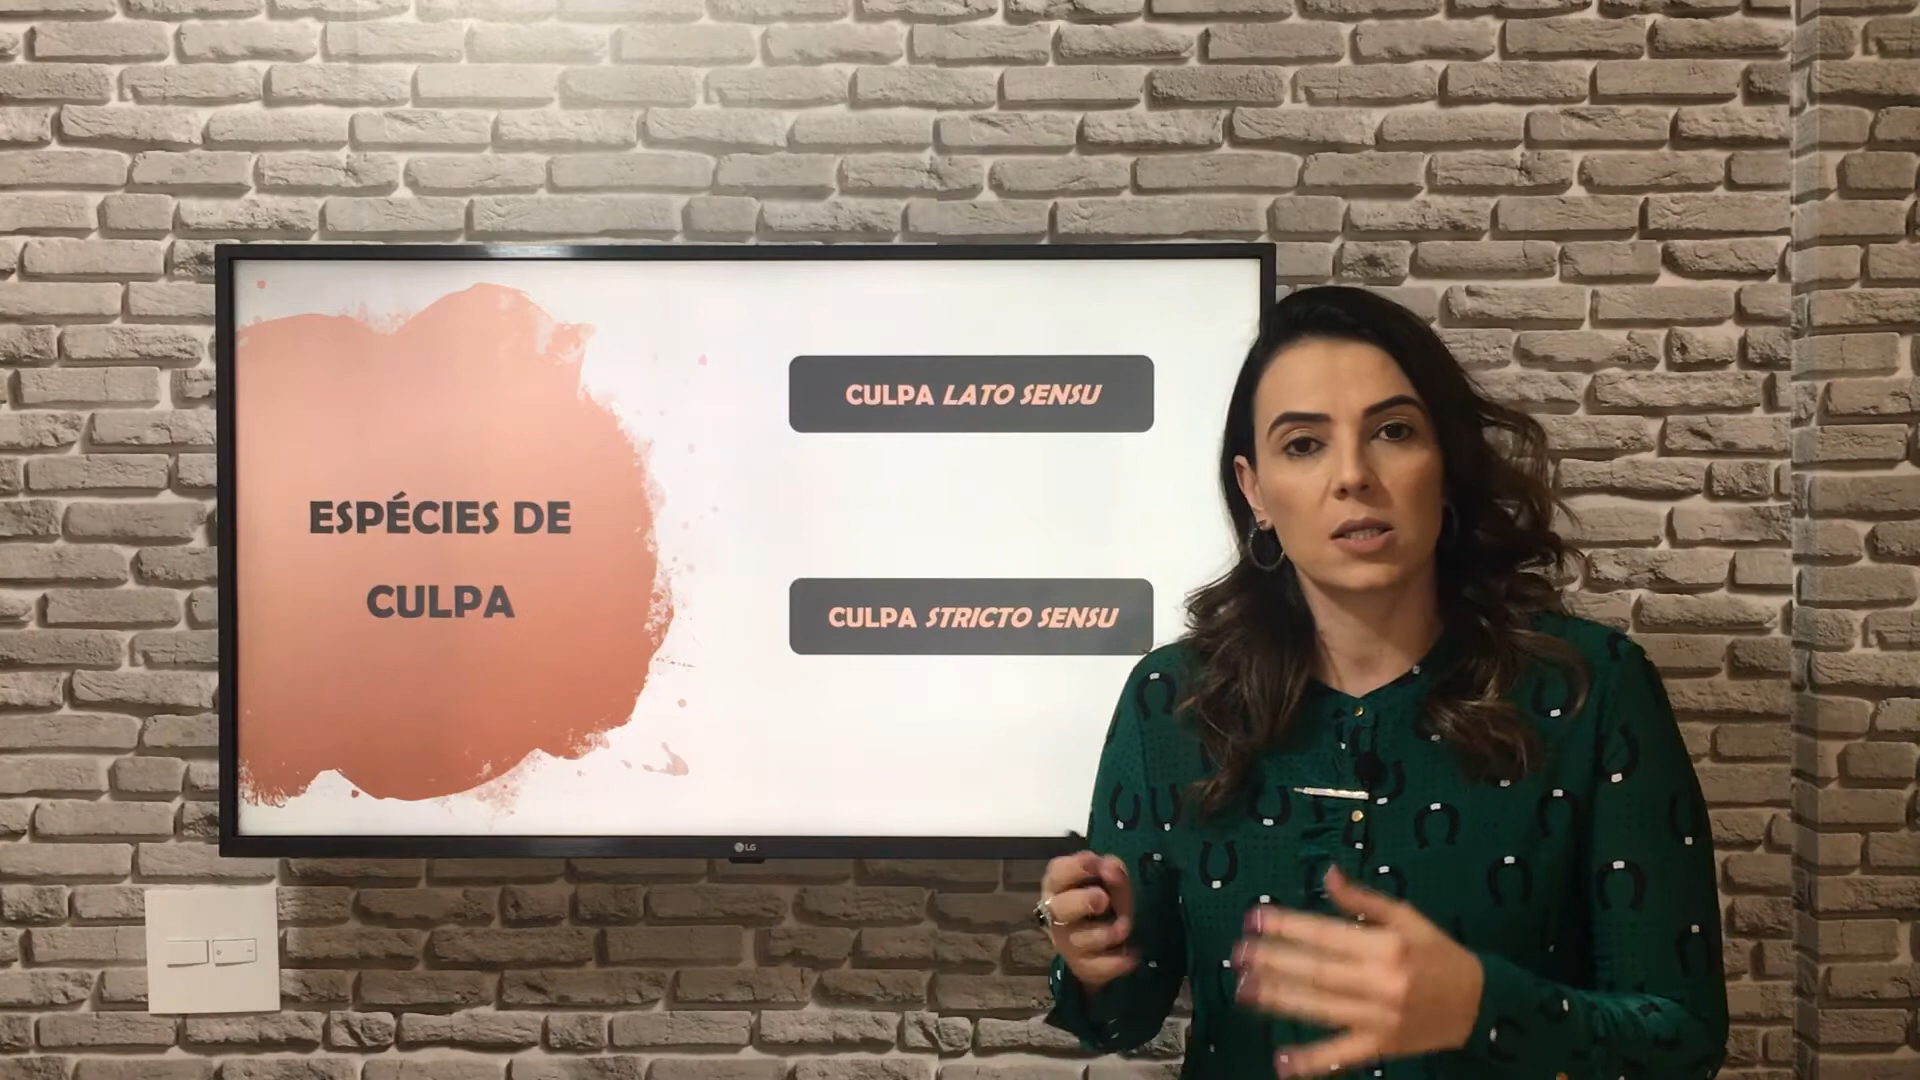 ESPÉCIES DE
CULPA
CULPA LATO SENSU
CULPA STRICTO SENSU
LG